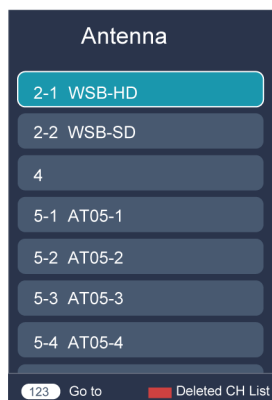 Antenna
2-1 WSB-HD
2-2 WSB-SD
4
5-1 AT05-1
5-2 AT05-2
5-3 AT05-3
5-4 AT05-4
123 Go to Deleted CH List